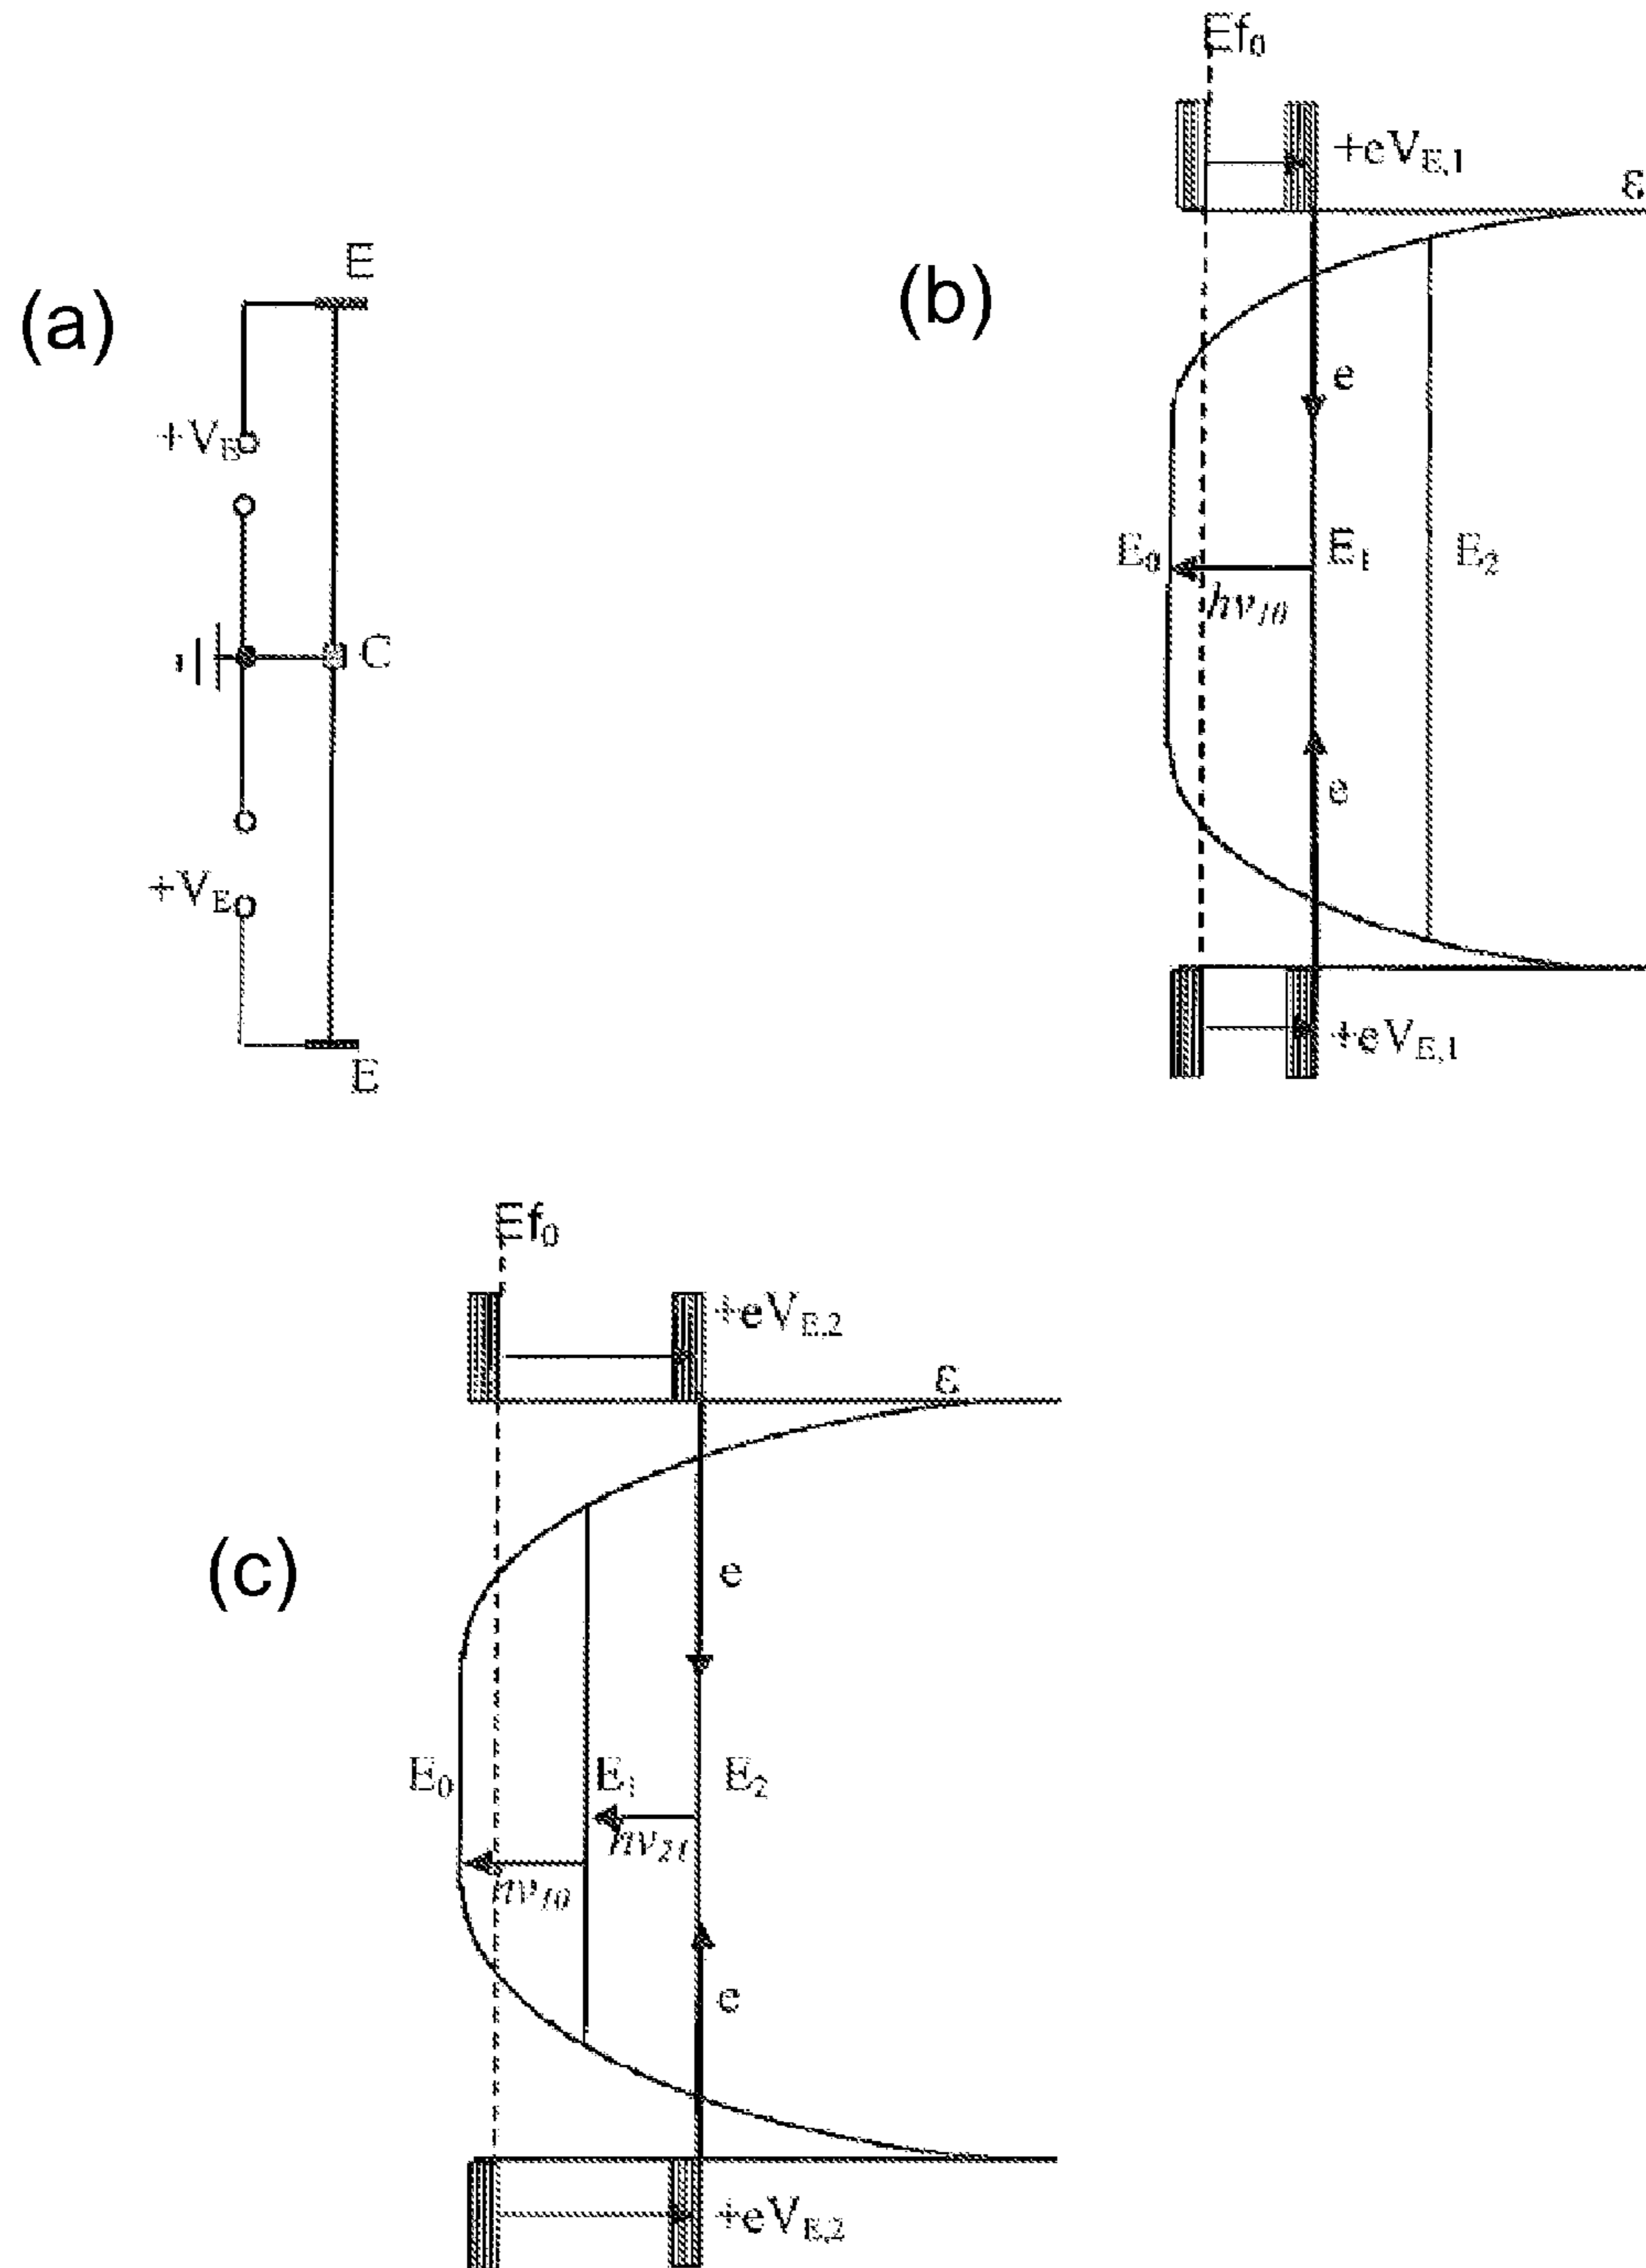 (a)
E
+V_B
C
+V_E
E
(b)
Ef₀
+eV_E,1
ε
e
E₀
E₁
E₂
hν₁₀
e
+eV_E,1
(c)
Ef₀
+eV_E,2
ε
e
E₀
E₁
E₂
hν₂₁
hν₁₀
e
+eV_E,2